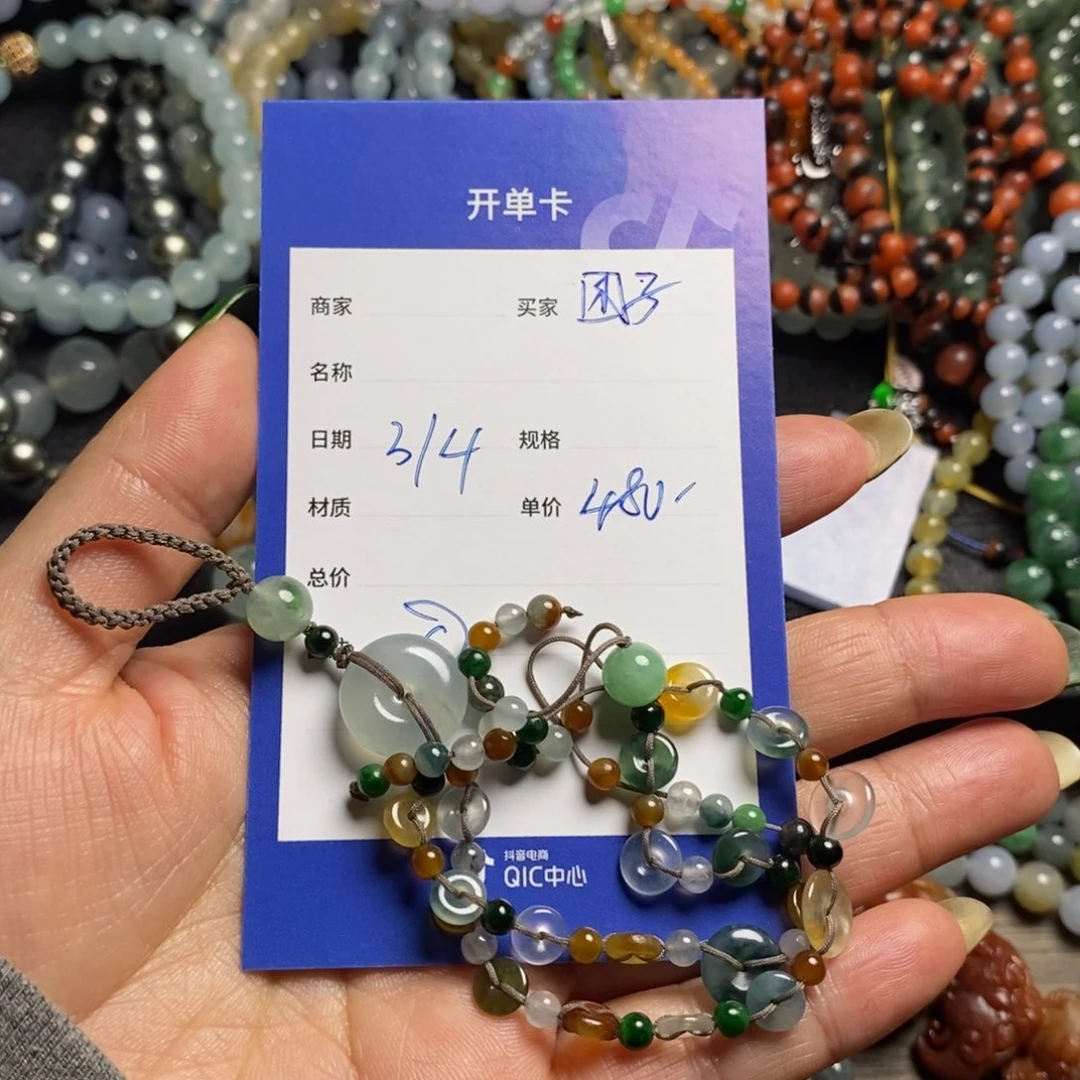 开单卡
商家 买家 团子
名称
日期 3/4 规格
材质 单价 480-
总价
抖音电商
QIC中心